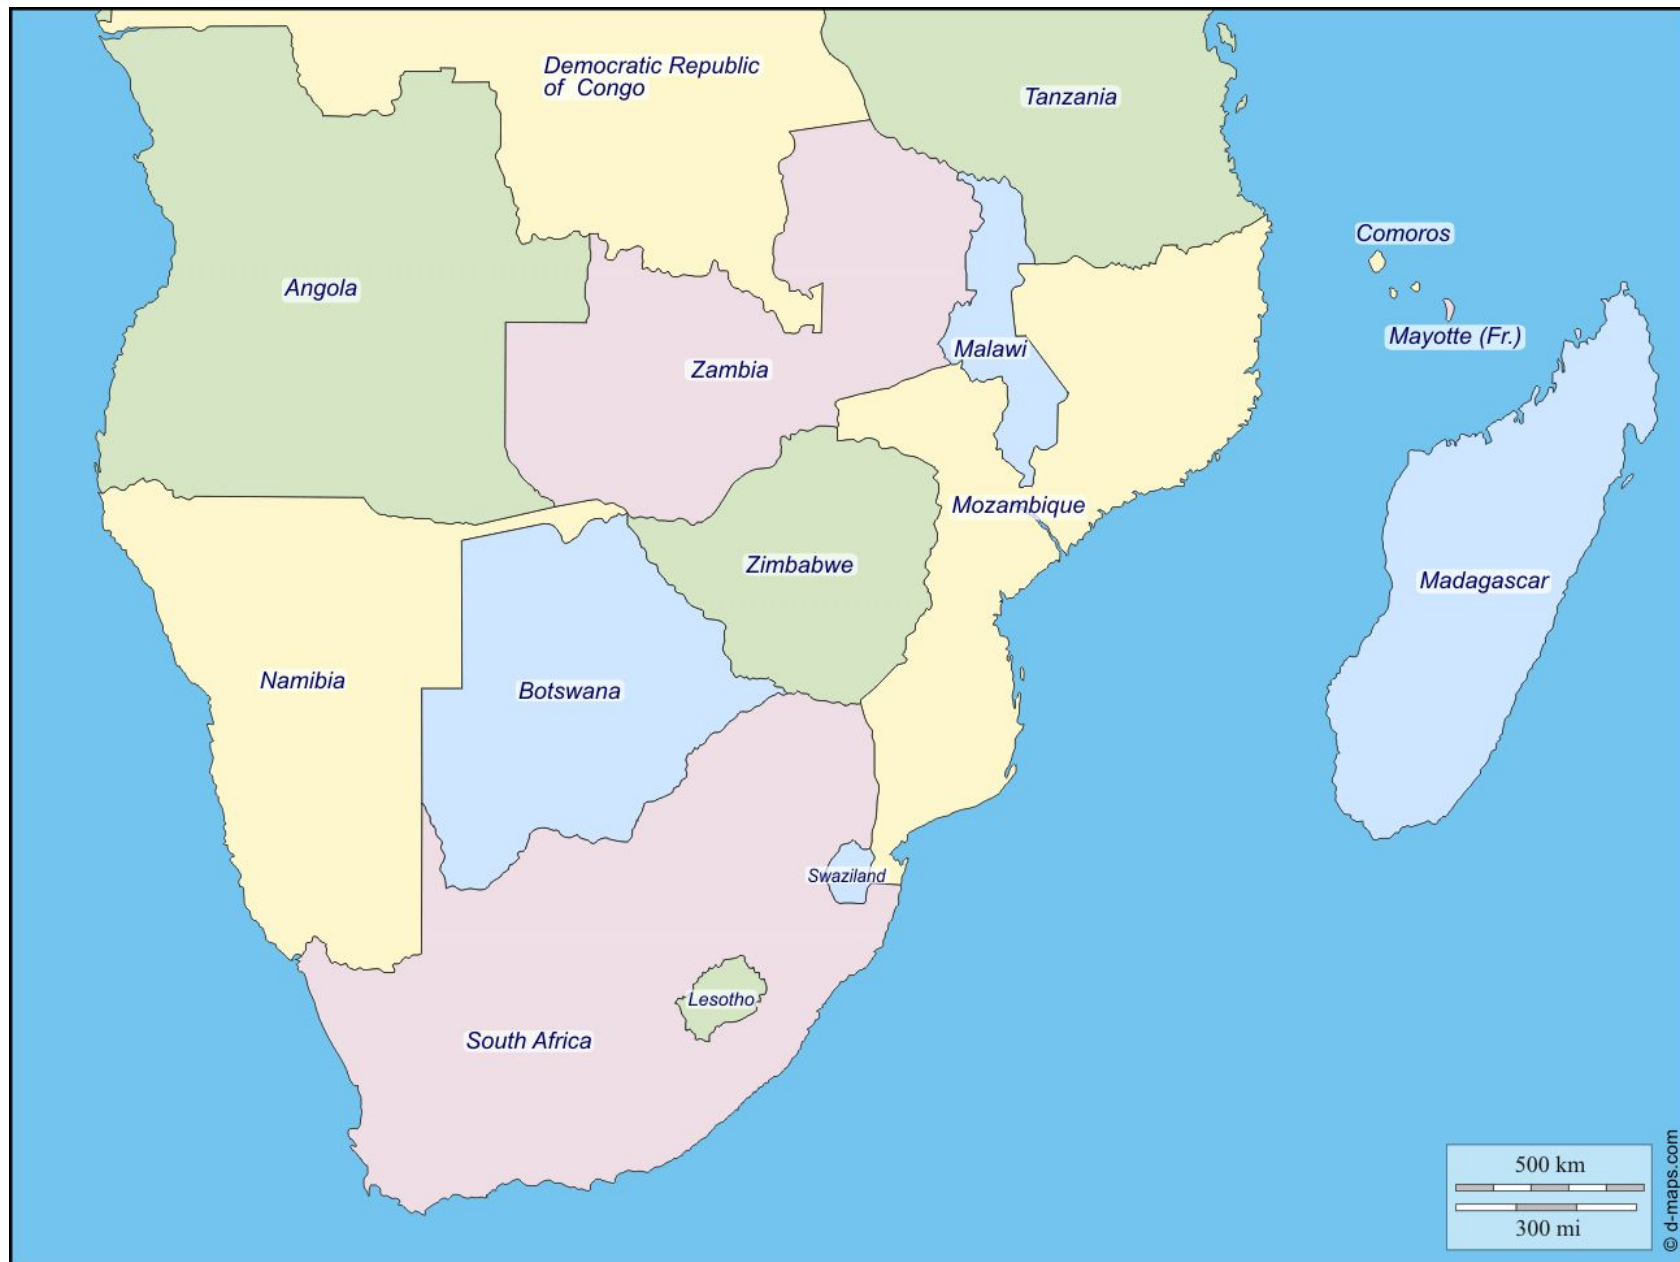 Democratic Republic
of Congo
Tanzania
Comoros
Angola
Mayotte (Fr.)
Malawi
Zambia
Mozambique
Zimbabwe
Madagascar
Namibia
Botswana
Swaziland
Lesotho
South Africa
500 km
300 mi
© d-maps.com